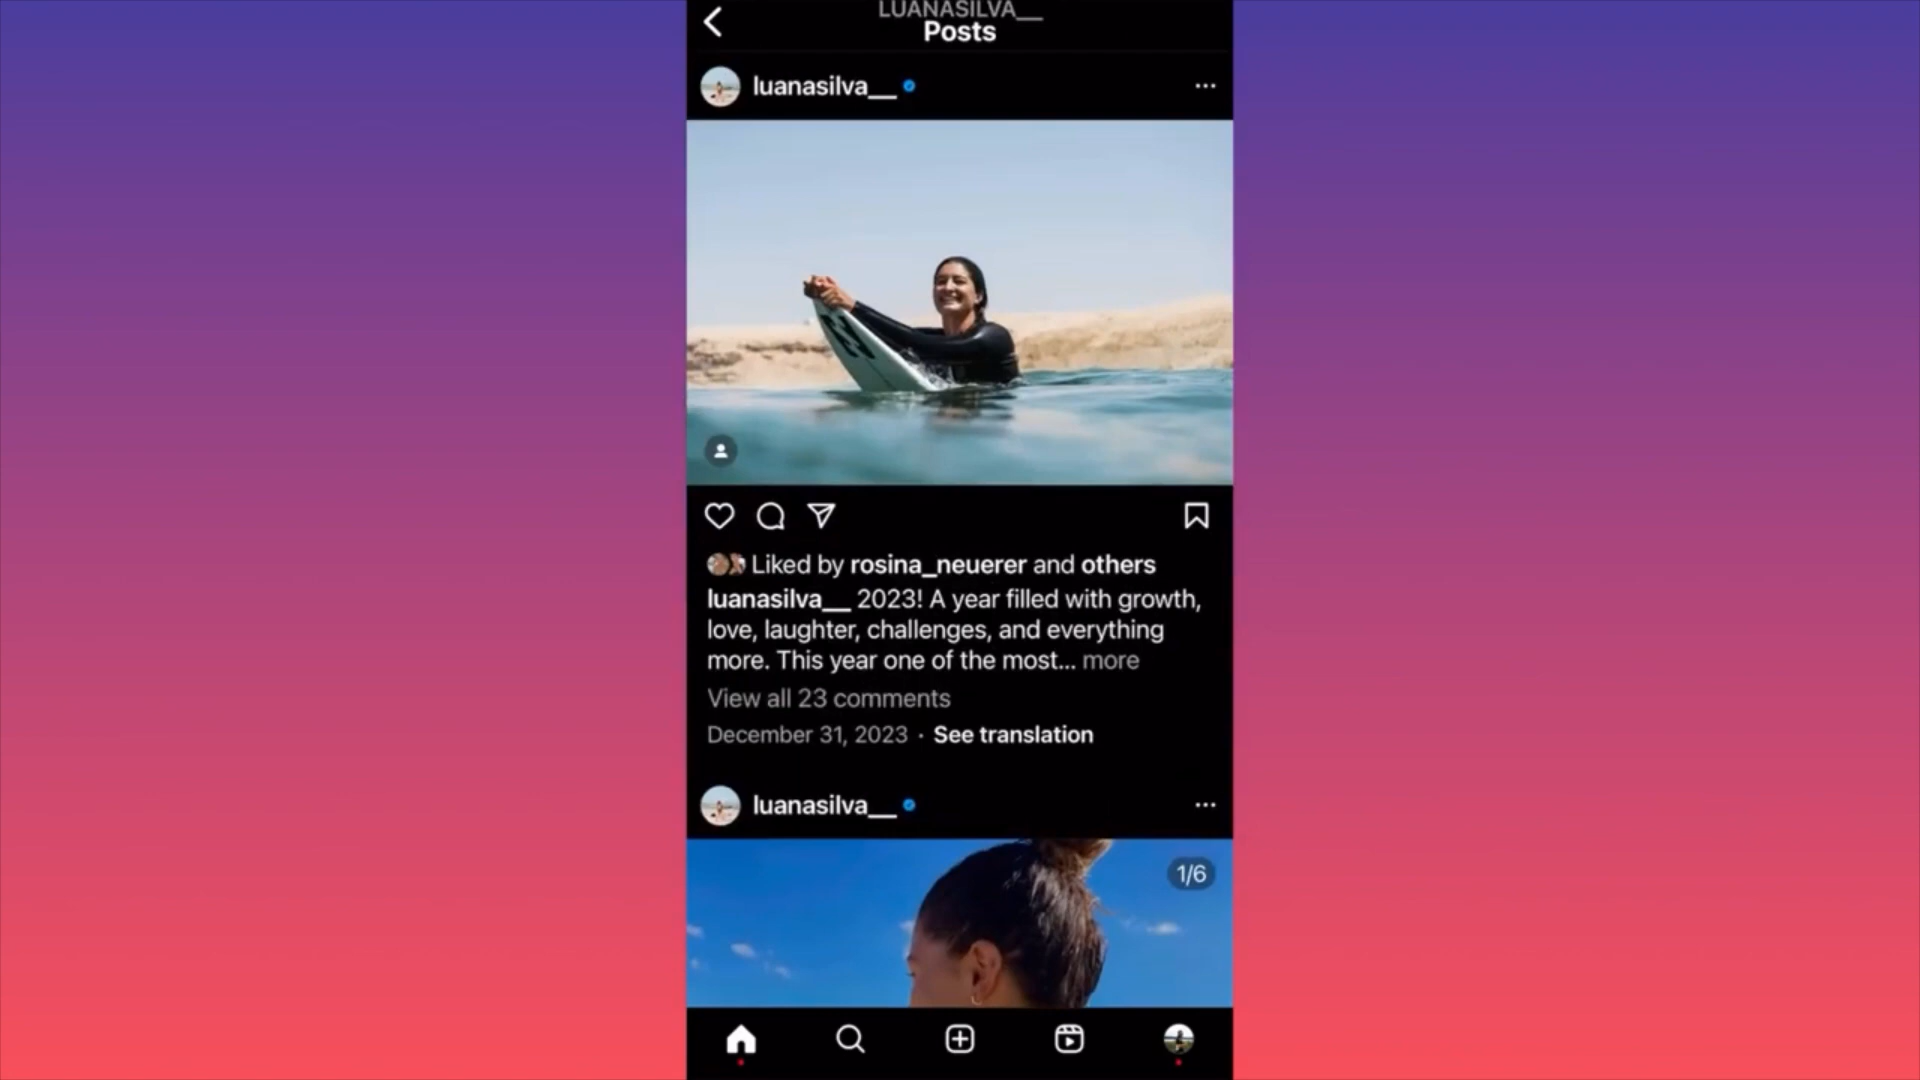 LUANASILVA__
Posts
luanasilva__
Liked by rosina_neuerer and others
luanasilva__ 2023! A year filled with growth,
love, laughter, challenges, and everything
more. This year one of the most... more
View all 23 comments
December 31, 2023 · See translation
luanasilva__
1/6